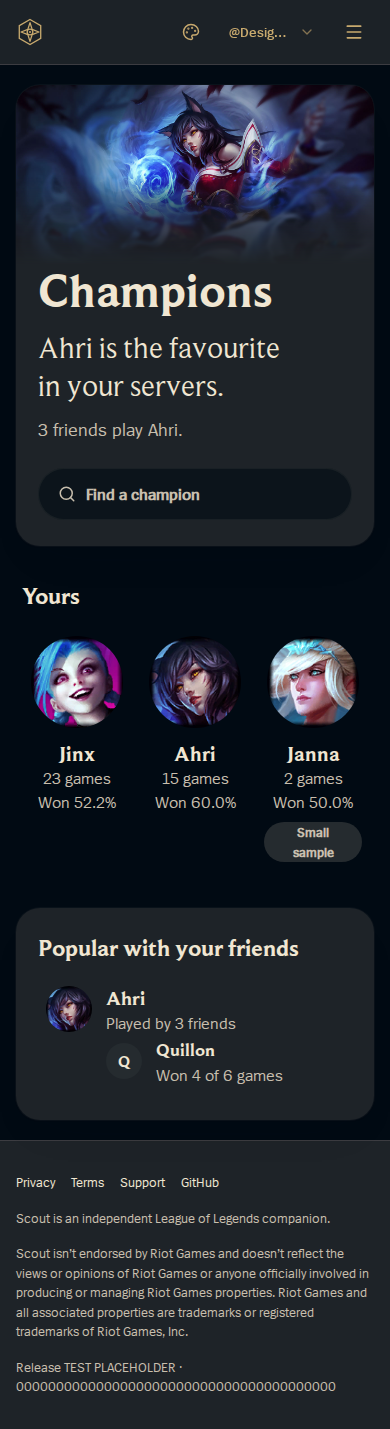 @Desig...
Champions
Ahri is the favourite
in your servers.
3 friends play Ahri.
Find a champion
Yours
Jinx
Ahri
Janna
23 games
15 games
2 games
Won 52.2%
Won 60.0%
Won 50.0%
Small
sample
Popular with your friends
Ahri
Played by 3 friends
Q
Quillon
Won 4 of 6 games
Privacy Terms Support GitHub
Scout is an independent League of Legends companion.
Scout isn't endorsed by Riot Games and doesn't reflect the
views or opinions of Riot Games or anyone officially involved in
producing or managing Riot Games properties. Riot Games and
all associated properties are trademarks or registered
trademarks of Riot Games, Inc.
Release TEST PLACEHOLDER ·
0000000000000000000000000000000000000000